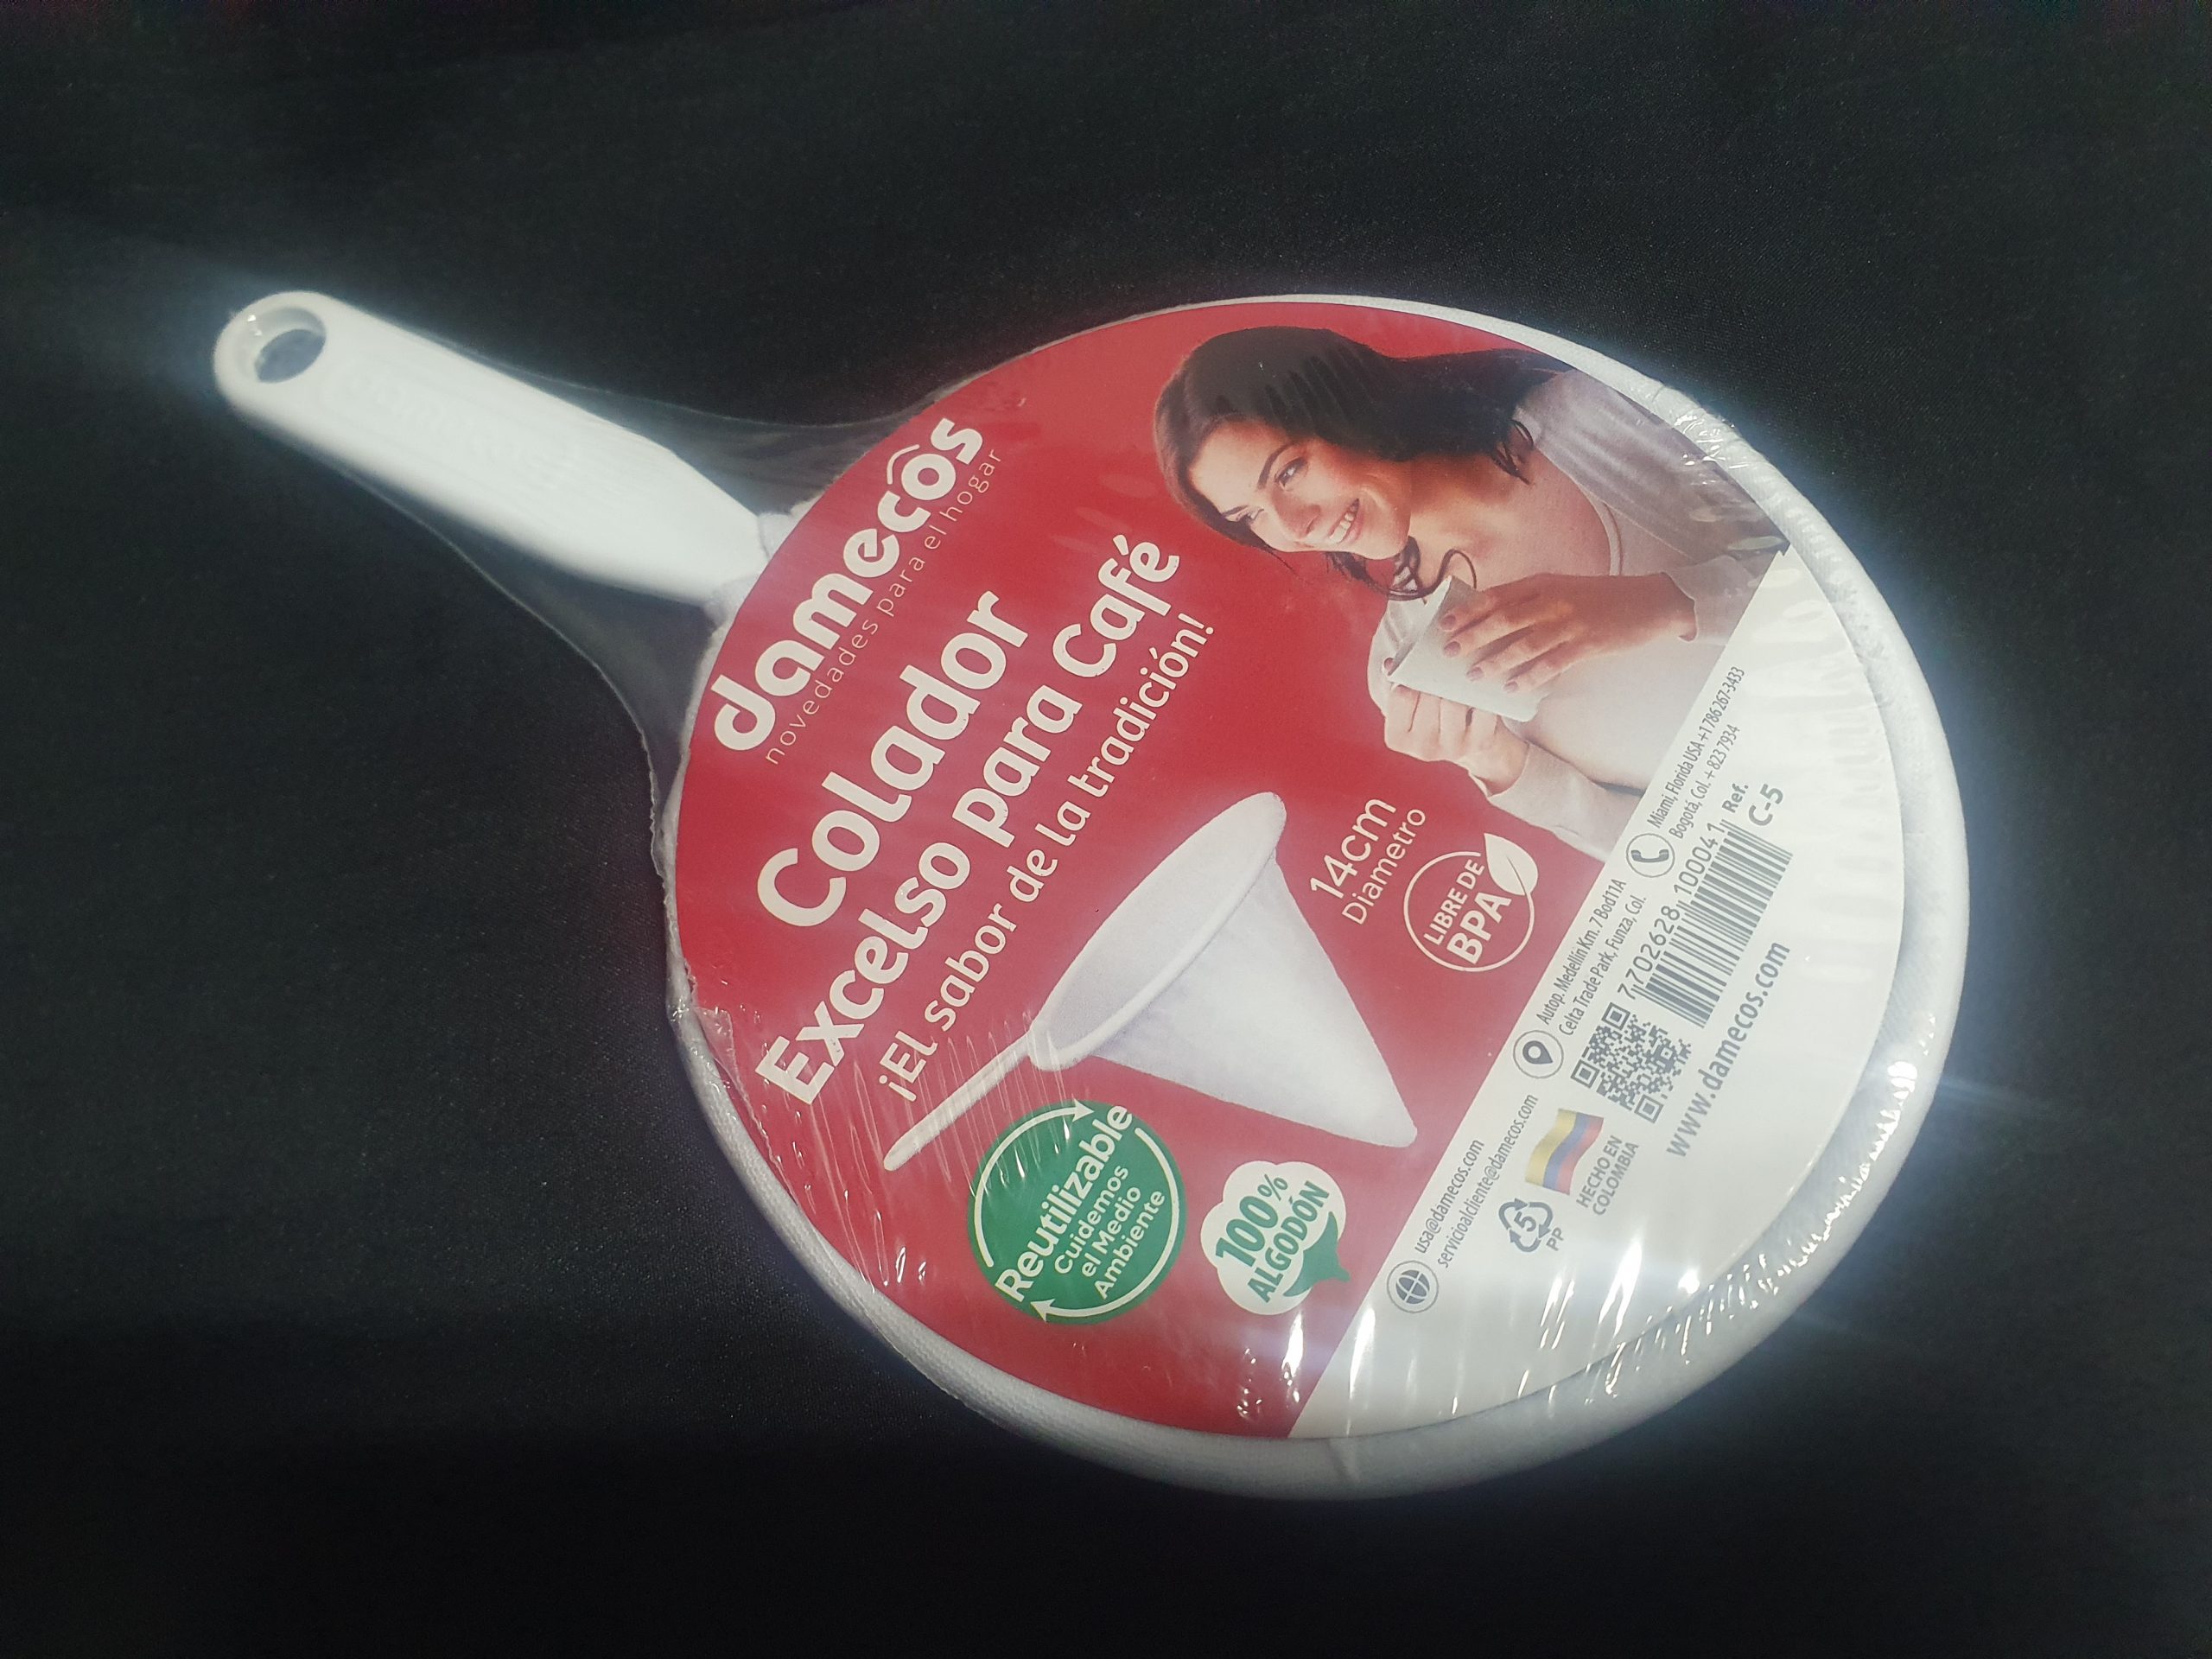 damecos
novedades para el hogar
Colador
Excelso para Café
¡El sabor de la tradición!
14cm
Diametro
LIBRE DE
BPA
Reutilizable
Cuidemos
el Medio
Ambiente
100%
ALGODÓN
usa@damecos.com
servicioalcliente@damecos.com
Autop. Medellín Km. 7 Bod11A
Celta Trade Park, Funza, Col.
Miami, Florida USA +1786 267-3433
Bogotá, Col. + 823 7934
5
PP
HECHO EN
COLOMBIA
7 702628 100041
Ref.
C-5
www.damecos.com